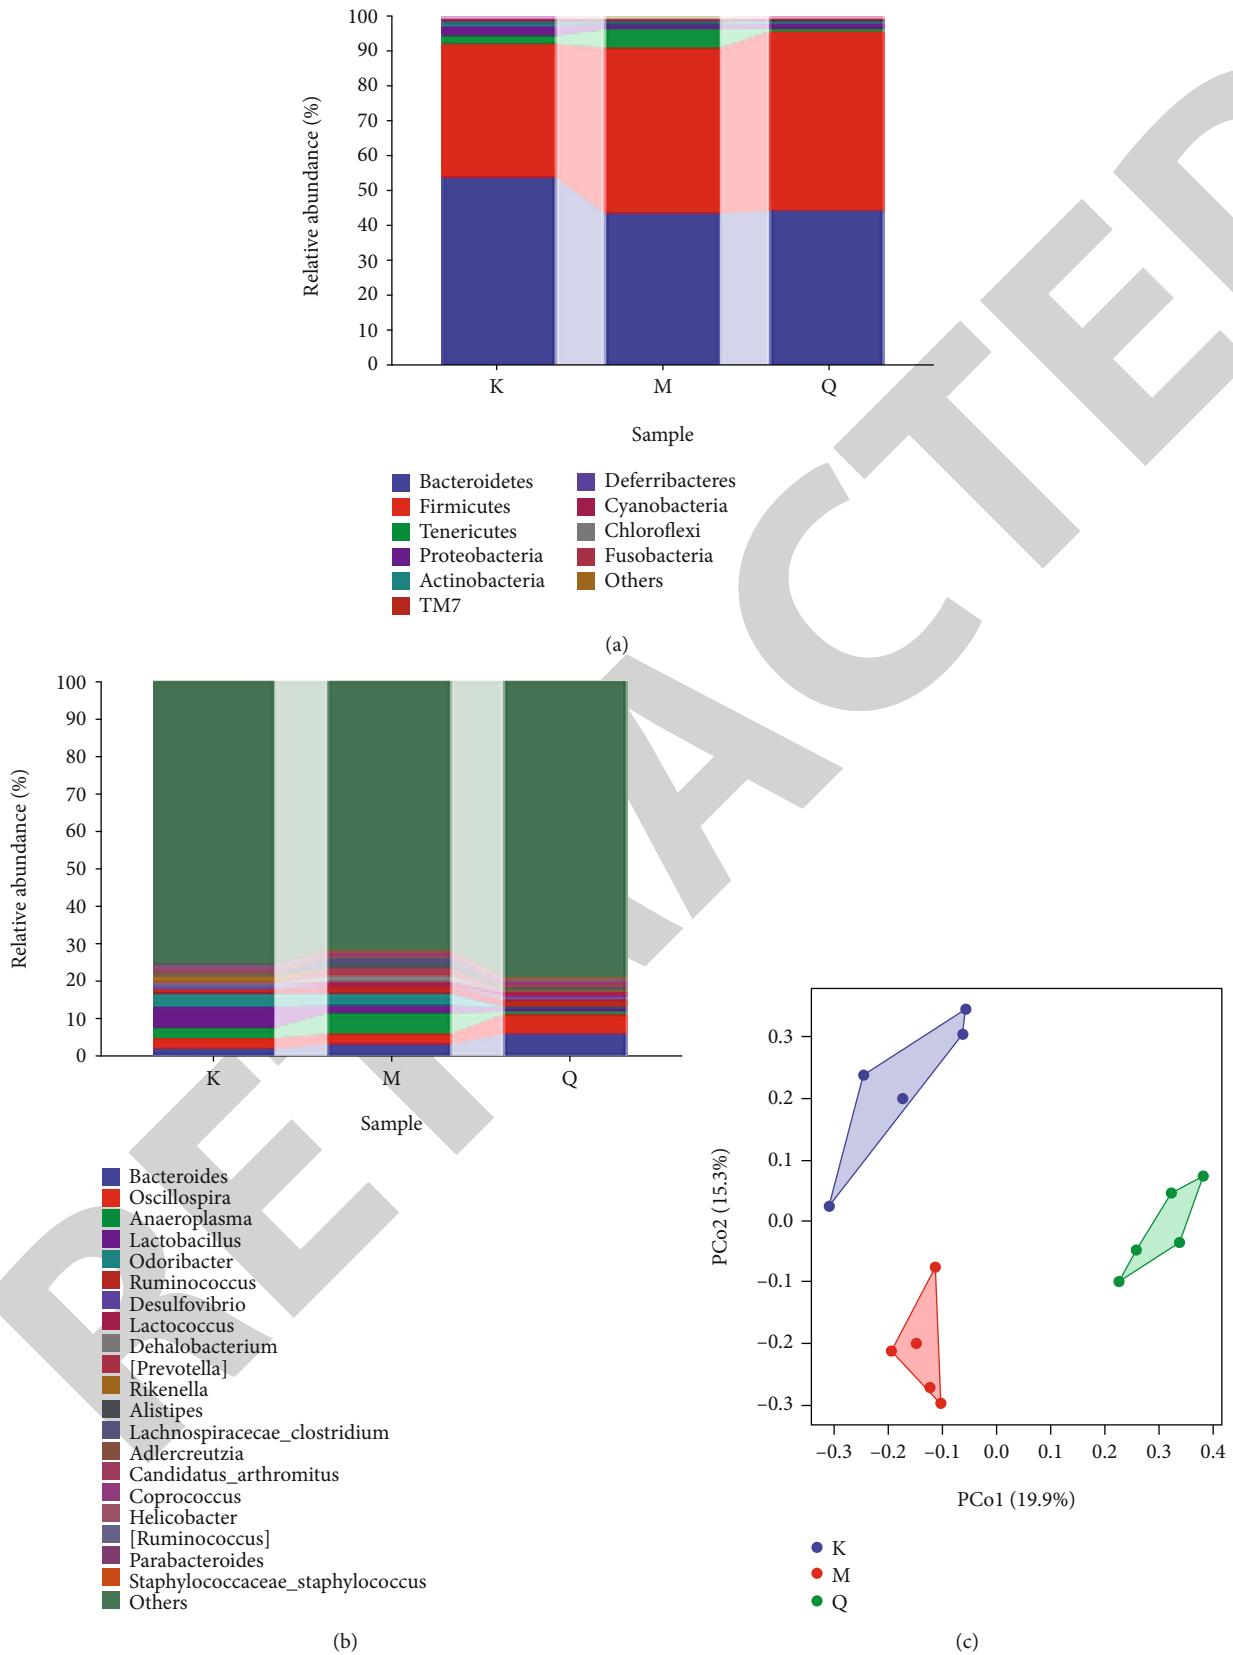 100
90
80
70
60
50
40
30
20
10
0
Relative abundance (%)
K M Q
Sample
Bacteroidetes
Firmicutes
Tenericutes
Proteobacteria
Actinobacteria
TM7
Deferribacteres
Cyanobacteria
Chloroflexi
Fusobacteria
Others
(a)
100
90
80
70
60
50
40
30
20
10
0
Relative abundance (%)
K M Q
Sample
Bacteroides
Oscillospira
Anaeroplasma
Lactobacillus
Odoribacter
Ruminococcus
Desulfovibrio
Lactococcus
Dehalobacterium
[Prevotella]
Rikenella
Alistipes
Lachnospiracecae_clostridium
Adlercreutzia
Candidatus_arthromitus
Coprococcus
Helicobacter
[Ruminococcus]
Parabacteroides
Staphylococcaceae_staphylococcus
Others
(b)
0.3
0.2
0.1
0.0
−0.1
−0.2
−0.3
PCo2 (15.3%)
−0.3 −0.2 −0.1 0.0 0.1 0.2 0.3 0.4
PCo1 (19.9%)
K
M
Q
(c)
RETRACTED